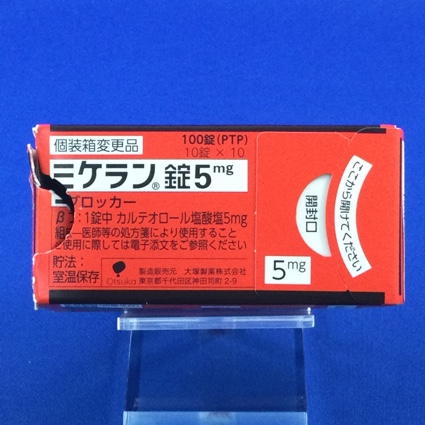 個装箱変更品
100錠(PTP)
10錠×10
ミケラン®錠5mg
βブロッカー
1錠中 カルテオロール塩酸塩5mg
医師等の処方箋により使用すること
使用に際しては電子添文をご参照ください
貯法:
室温保存
Otsuka
製造販売元 大塚製薬株式会社
東京都千代田区神田司町2-9
ここから開けてください
開封口
5mg